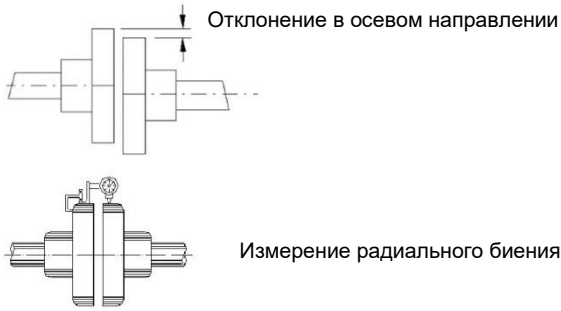 Отклонение в осевом направлении
Измерение радиального биения